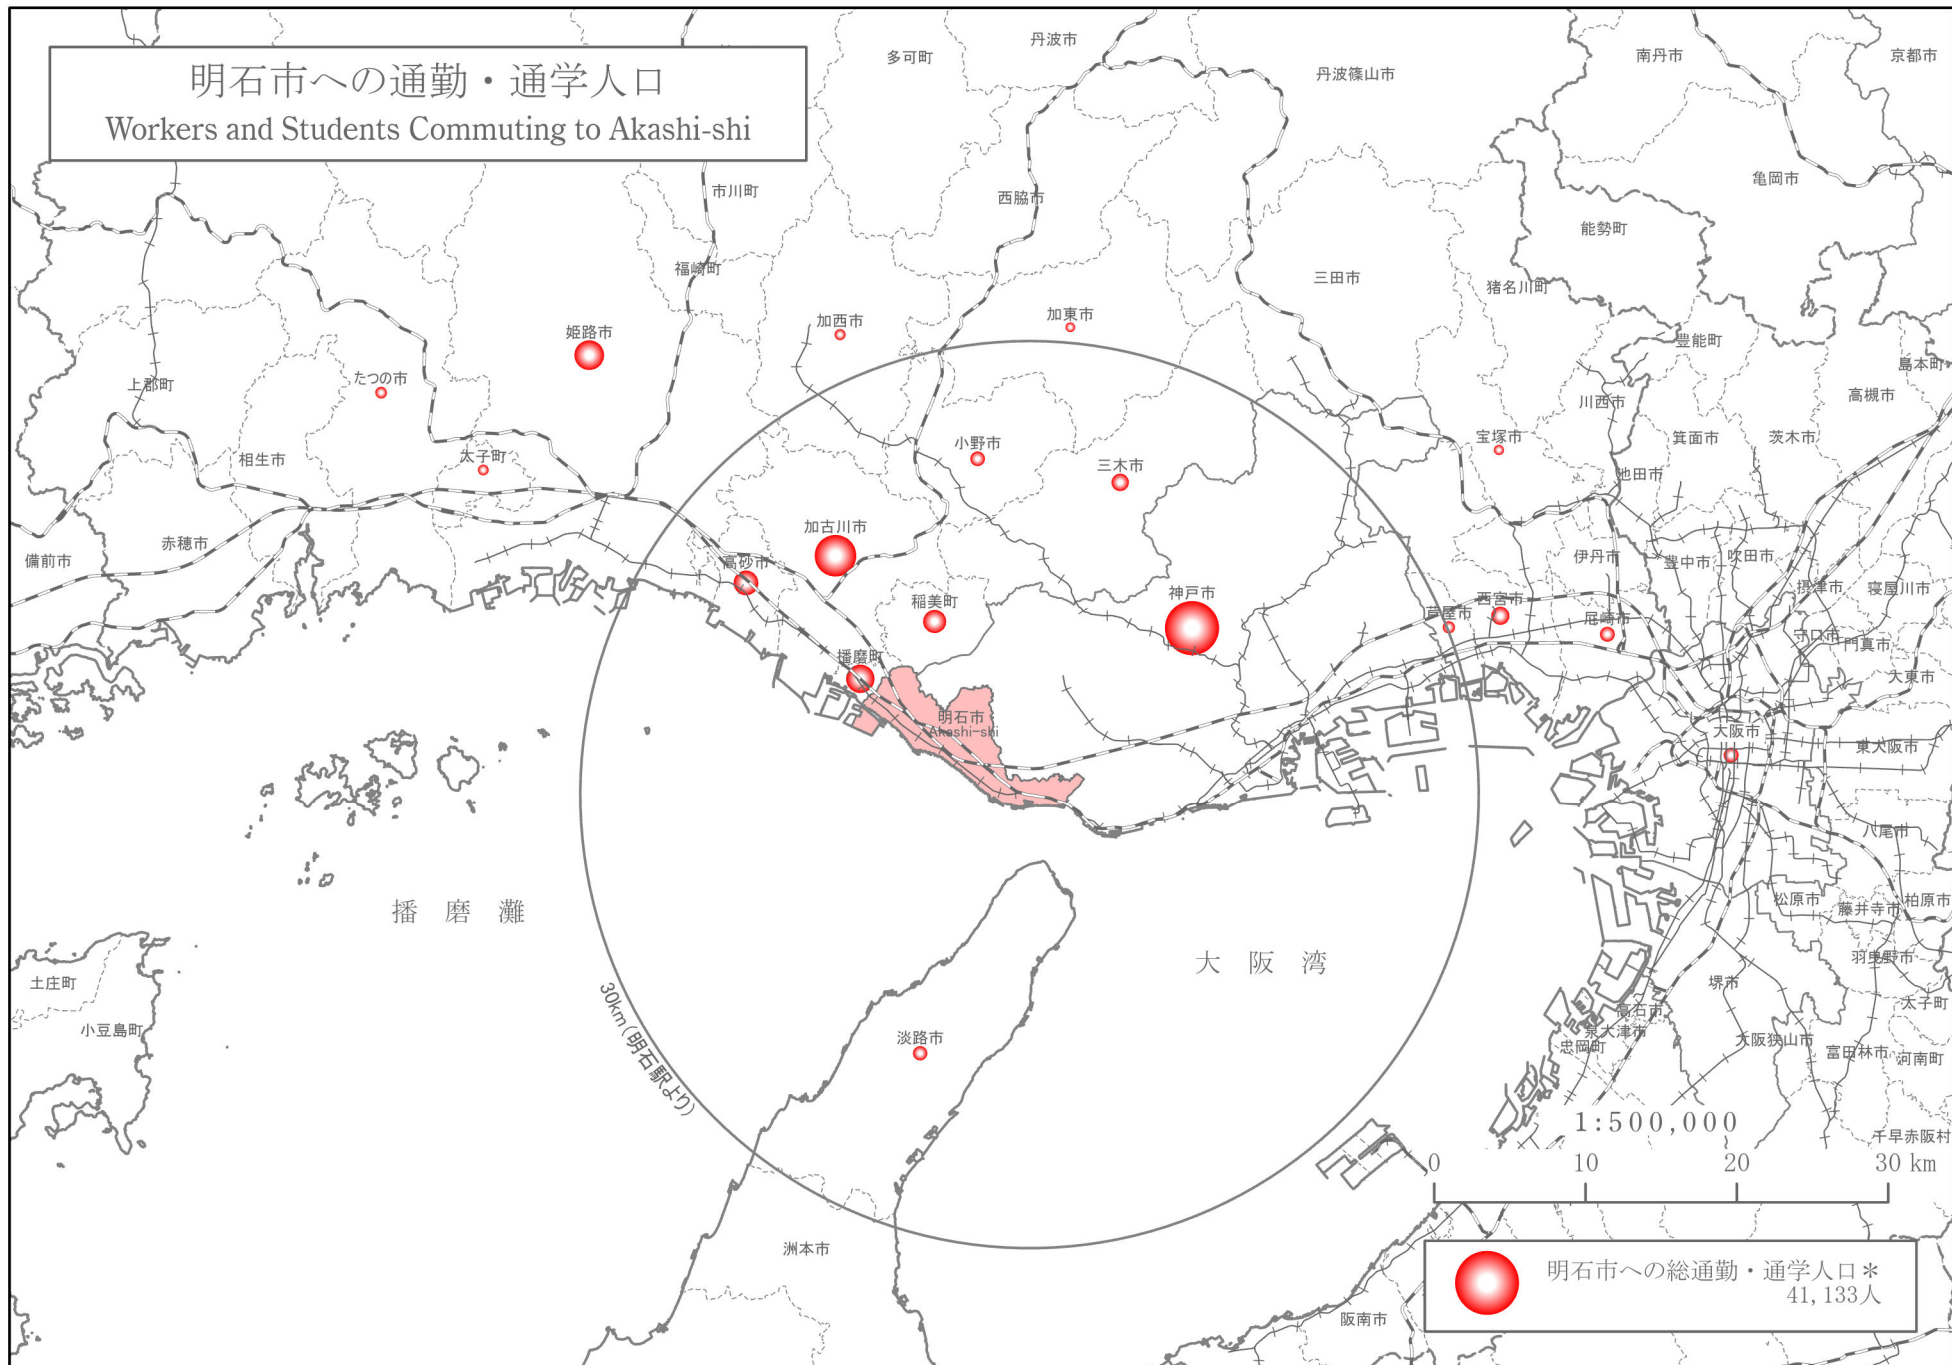 明石市への通勤・通学人口
Workers and Students Commuting to Akashi-shi
多可町
丹波市
丹波篠山市
南丹市
京都市
市川町
西脇市
亀岡市
能勢町
福崎町
三田市
猪名川町
姫路市
加西市
加東市
豊能町
島本町
上郡町
たつの市
川西市
高槻市
相生市
太子町
小野市
三木市
宝塚市
箕面市
茨木市
池田市
備前市
赤穂市
加古川市
高砂市
伊丹市
豊中市
吹田市
摂津市
寝屋川市
稲美町
神戸市
芦屋市
西宮市
尼崎市
守口市
門真市
播磨町
大東市
明石市
Akashi-shi
大阪市
東大阪市
八尾市
播磨灘
松原市
藤井寺市
柏原市
大阪湾
羽曳野市
土庄町
堺市
太子町
小豆島町
30km(明石駅より)
淡路市
高石市
泉大津市
忠岡町
大阪狭山市
富田林市
河南町
1:500,000
千早赤阪村
0 10 20 30 km
洲本市
阪南市
明石市への総通勤・通学人口＊
41,133人